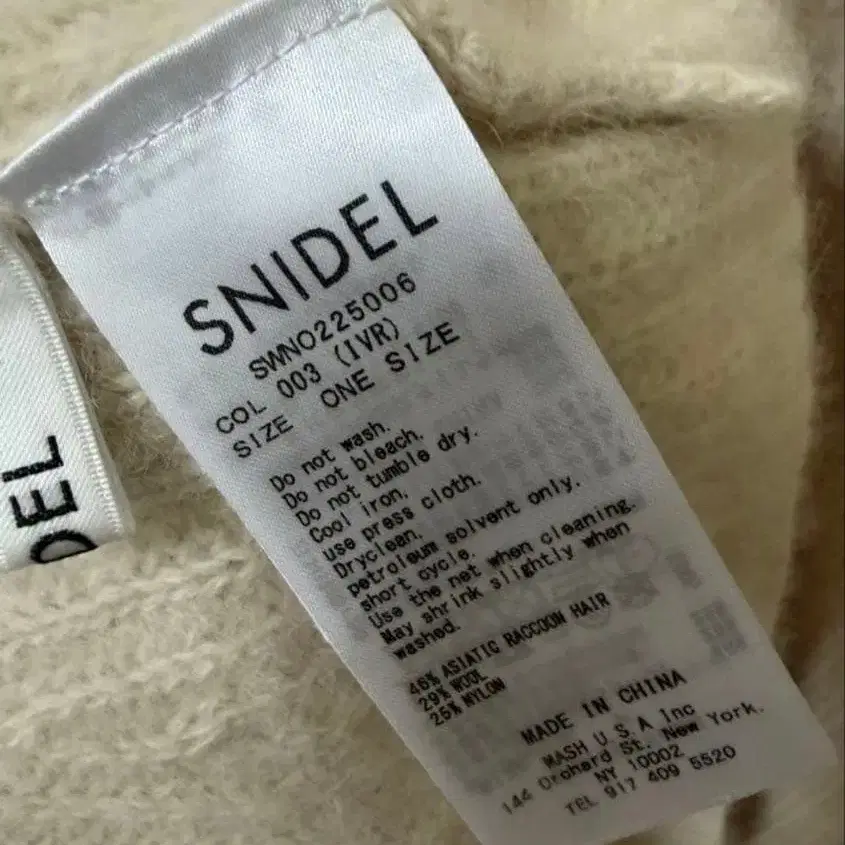 SNIDEL
SWNO225006
COL 003 (IVR)
SIZE ONE SIZE
Do not wash.
Do not bleach.
Do not tumble dry.
Cool iron,
use press cloth.
Dryclean.
petroleum solvent only.
short cycle.
Use the net when cleaning.
May shrink slightly when
washed.
46% ASIATIC RACCOON HAIR
29% WOOL
25% NYLON
MADE IN CHINA
MASH U.S.A Inc
144 Orchard St. New York.
NY 10002
TEL 917 409 5520
DEL